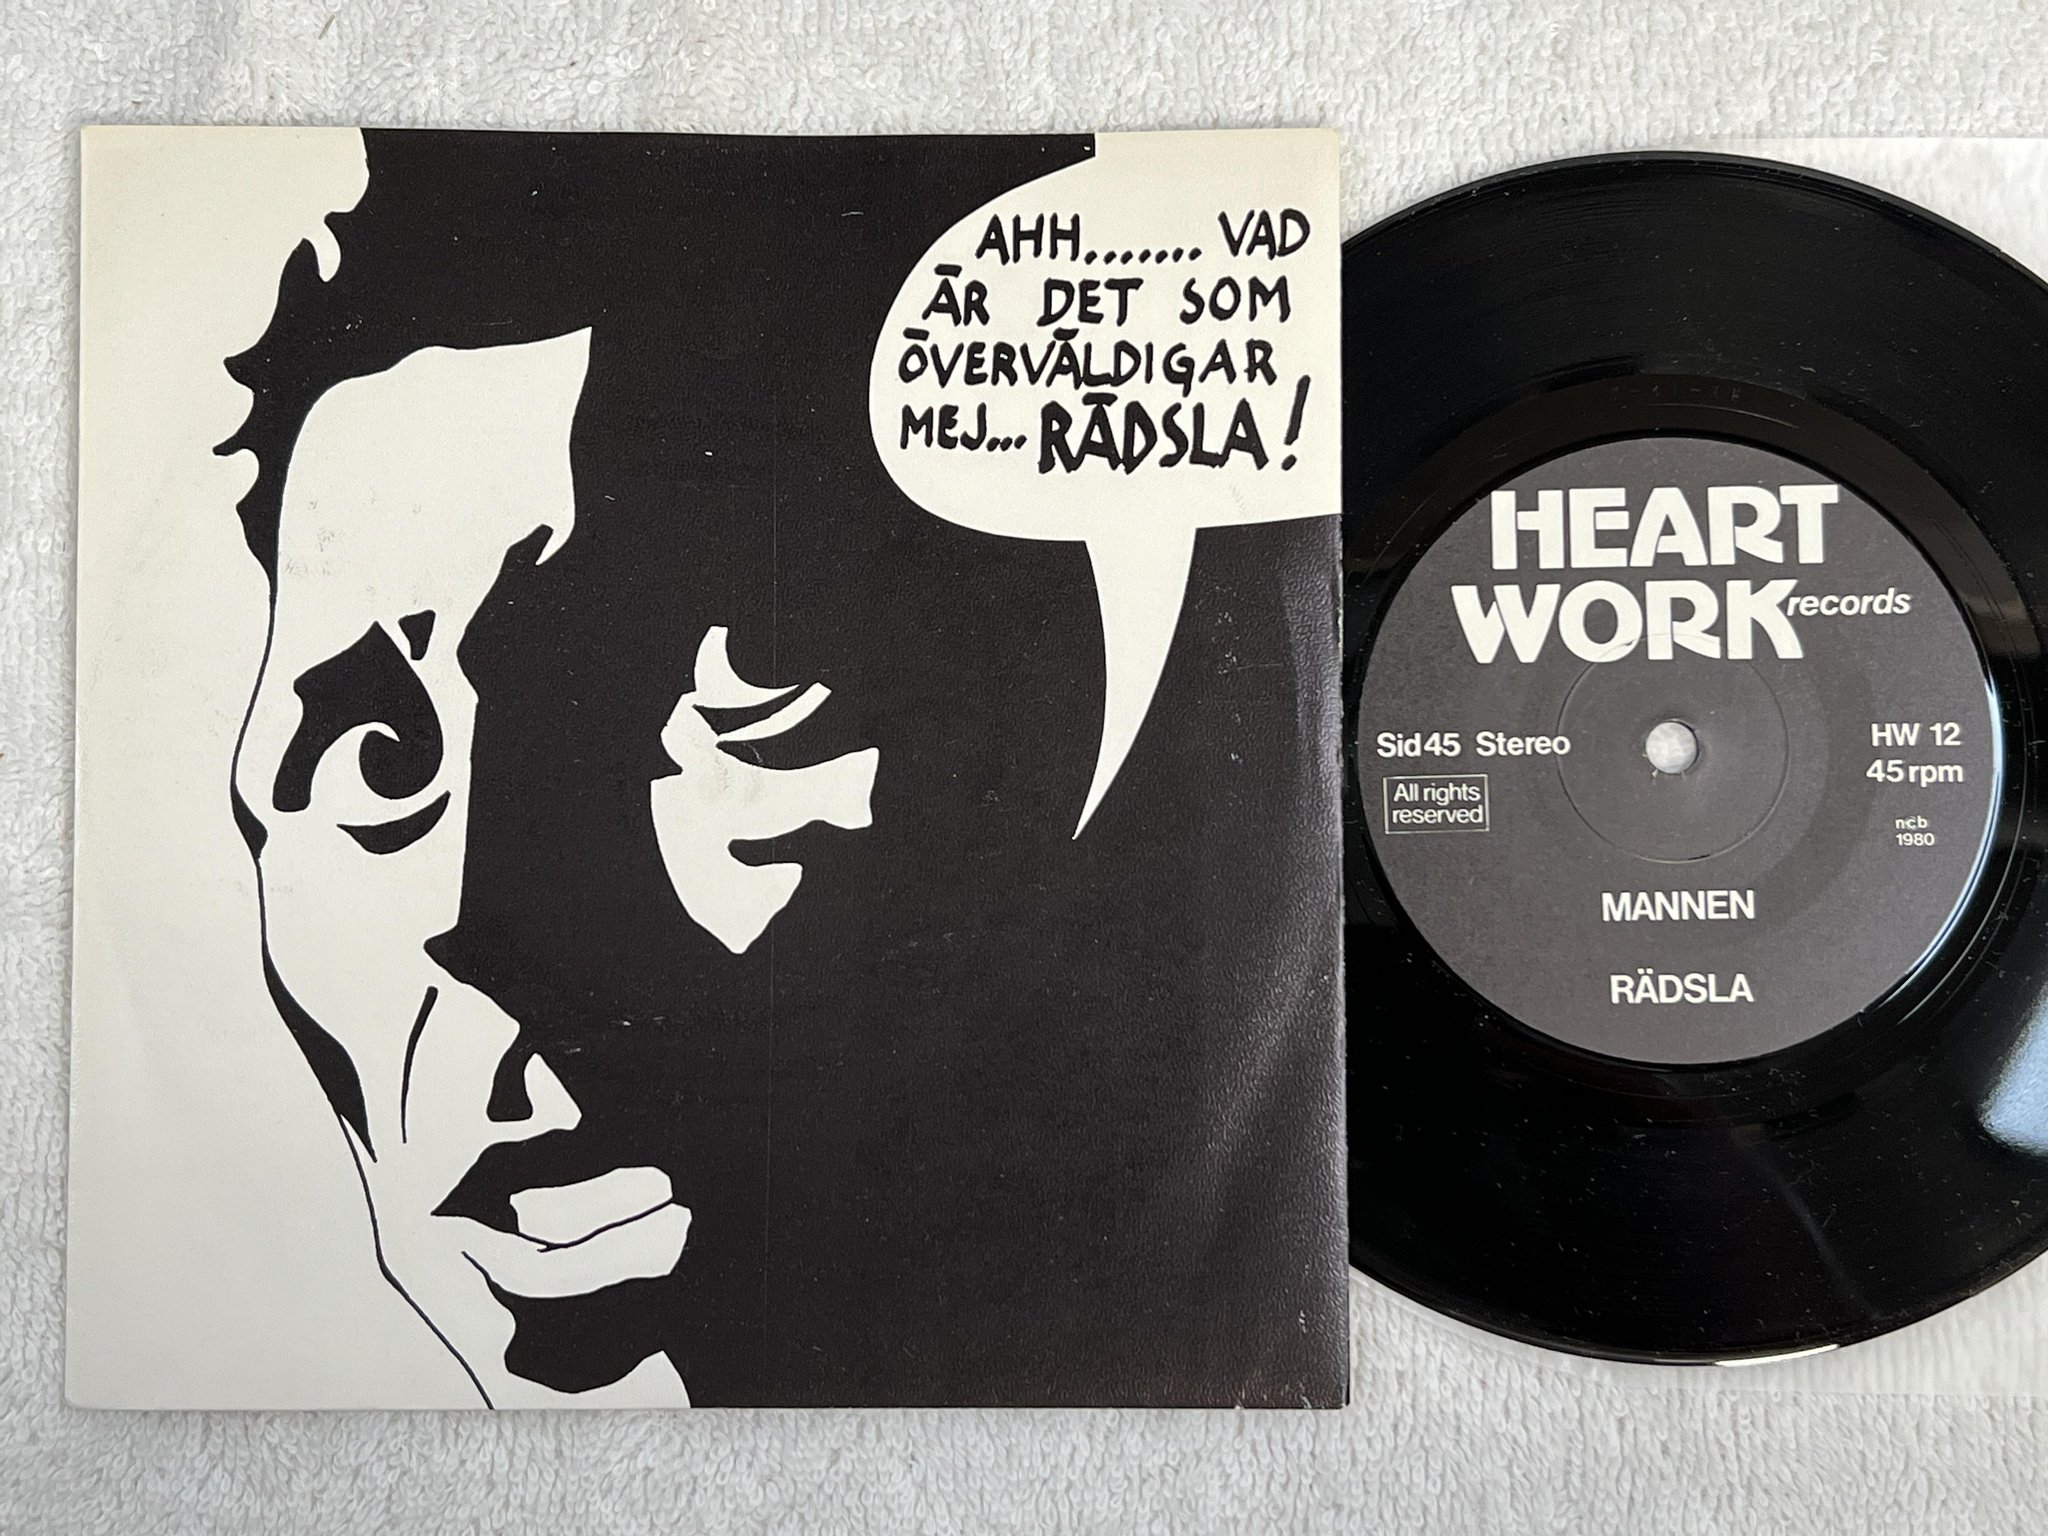 AHH....... VAD
ÄR DET SOM
ÖVERVÄLDIGAR
MEJ... RÄDSLA!
HEART
WORK records
Sid 45 Stereo
All rights
reserved
HW 12
45 rpm
ncb
1980
MANNEN
RÄDSLA